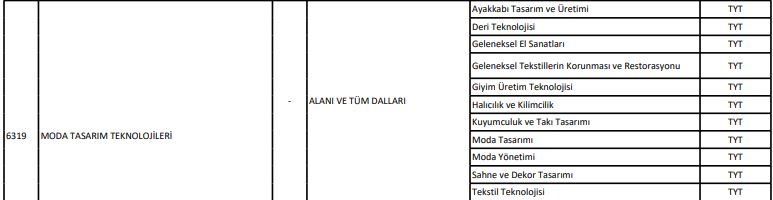 Ayakkabı Tasarım ve Üretimi TYT
Deri Teknolojisi TYT
Geleneksel El Sanatları TYT
Geleneksel Tekstillerin Korunması ve Restorasyonu TYT
Giyim Üretim Teknolojisi TYT
- ALANI VE TÜM DALLARI
Halıcılık ve Kilimcilik TYT
Kuyumculuk ve Takı Tasarımı TYT
6319 MODA TASARIM TEKNOLOJİLERİ
Moda Tasarımı TYT
Moda Yönetimi TYT
Sahne ve Dekor Tasarımı TYT
Tekstil Teknolojisi TYT